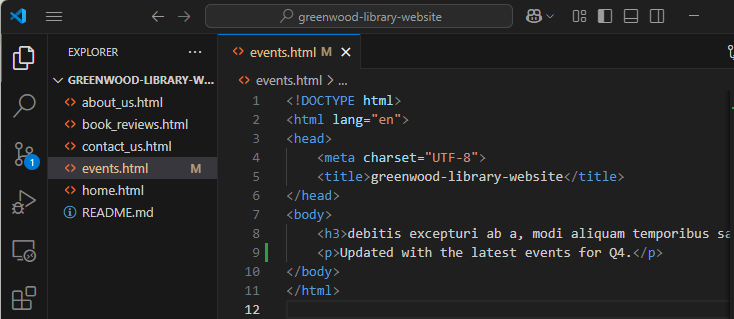 greenwood-library-website
EXPLORER
GREENWOOD-LIBRARY-W...
about_us.html
book_reviews.html
contact_us.html
events.html M
home.html
README.md
1
events.html M
events.html > ...
1 <!DOCTYPE html>
2 <html lang="en">
3 <head>
4 <meta charset="UTF-8">
5 <title>greenwood-library-website</title>
6 </head>
7 <body>
8 <h3>debitis excepturi ab a, modi aliquam temporibus sa
9 <p>Updated with the latest events for Q4.</p>
10 </body>
11 </html>
12